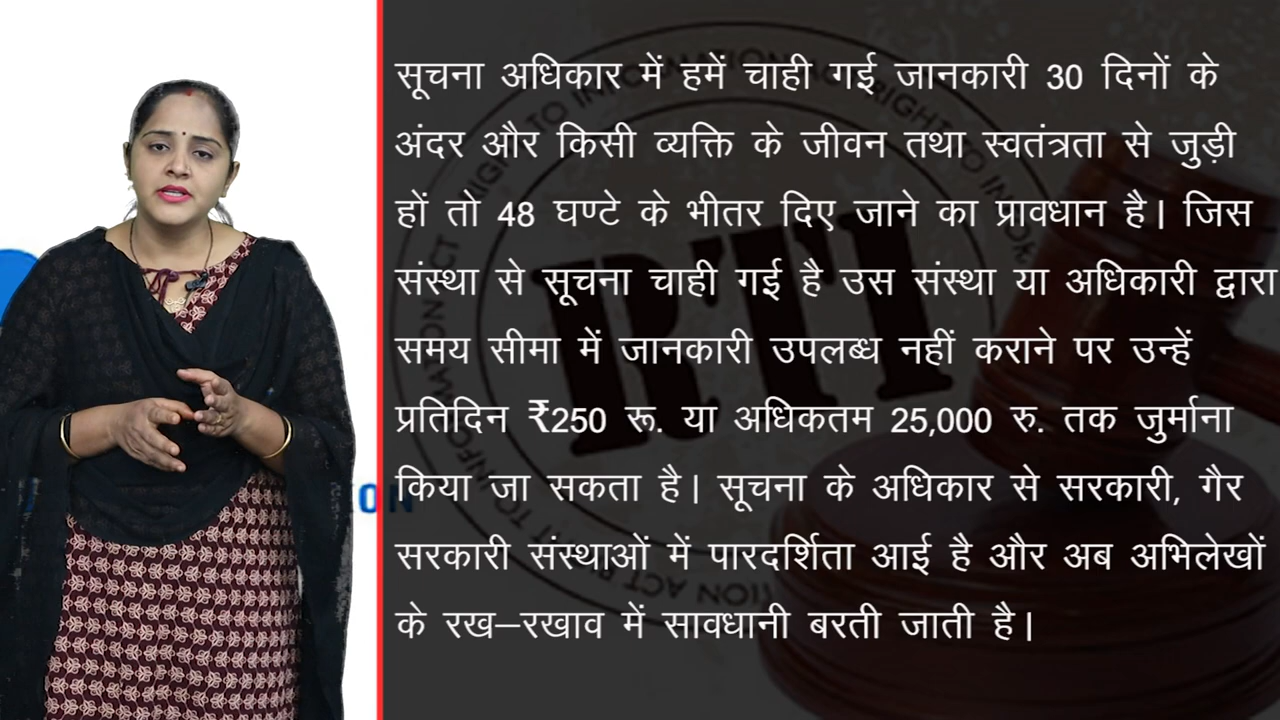 सूचना अधिकार में हमें चाही गई जानकारी 30 दिनों के
अंदर और किसी व्यक्ति के जीवन तथा स्वतंत्रता से जुड़ी
हों तो 48 घण्टे के भीतर दिए जाने का प्रावधान है। जिस
संस्था से सूचना चाही गई है उस संस्था या अधिकारी द्वारा
समय सीमा में जानकारी उपलब्ध नहीं कराने पर उन्हें
प्रतिदिन ₹250 रू. या अधिकतम 25,000 रु. तक जुर्माना
किया जा सकता है। सूचना के अधिकार से सरकारी, गैर
सरकारी संस्थाओं में पारदर्शिता आई है और अब अभिलेखों
के रख–रखाव में सावधानी बरती जाती है।
RTI
ON